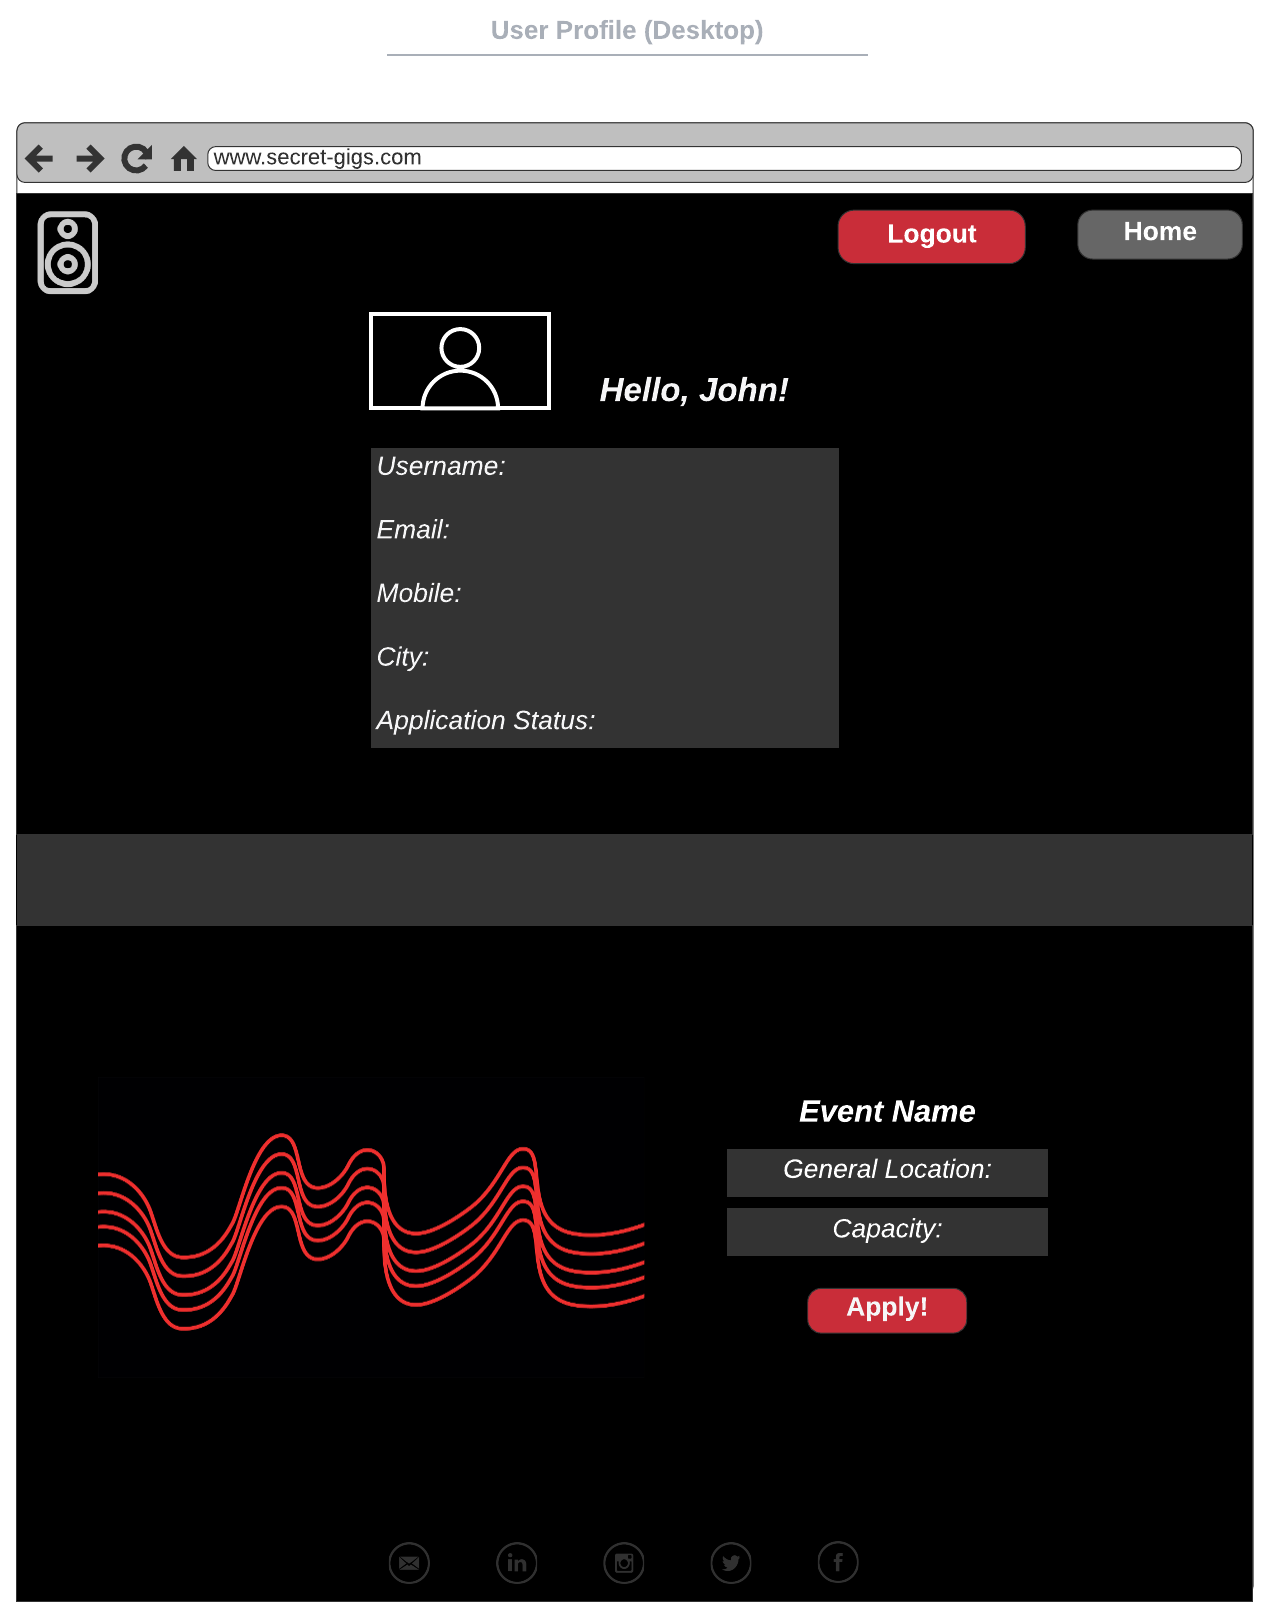 User Profile (Desktop)
www.secret-gigs.com
Logout
Home
Hello, John!
Username:
Email:
Mobile:
City:
Application Status:
Event Name
General Location:
Capacity:
Apply!
in
f